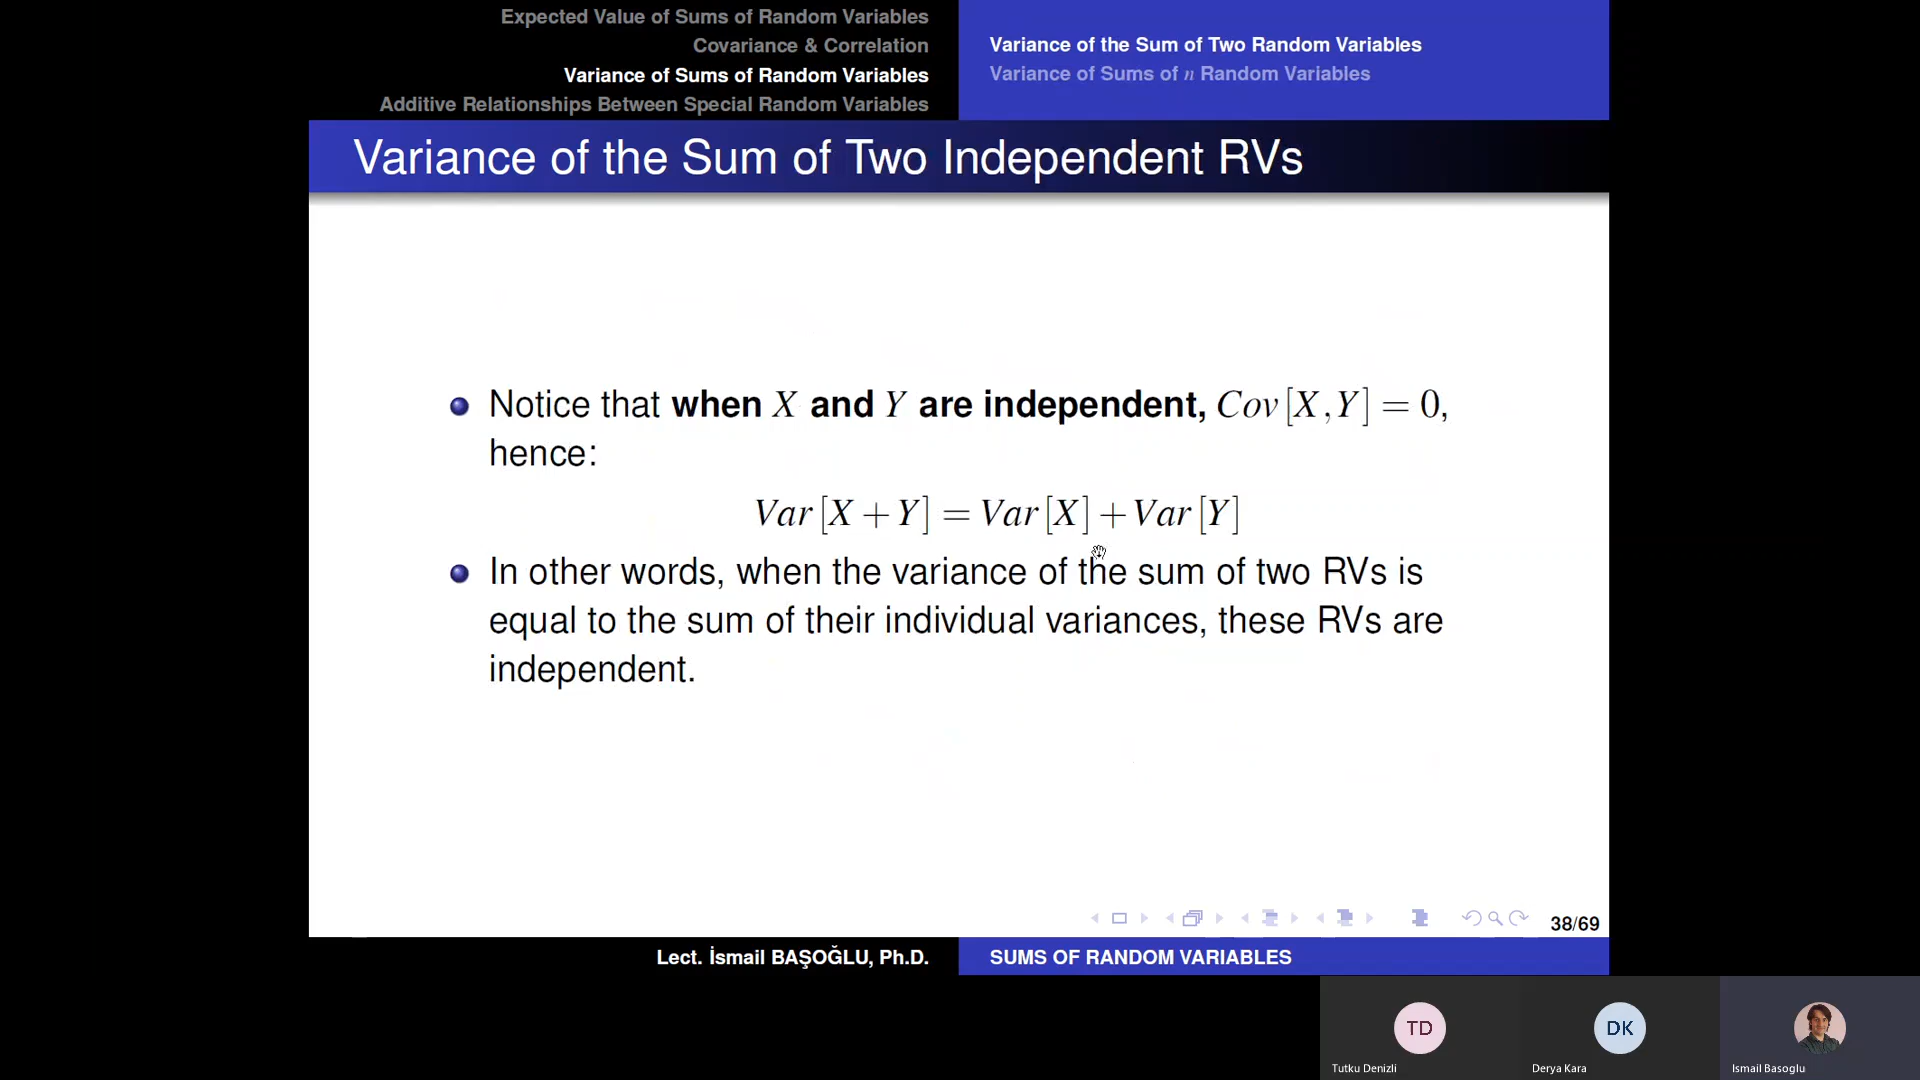 Expected Value of Sums of Random Variables
Covariance & Correlation
Variance of Sums of Random Variables
Additive Relationships Between Special Random Variables
Variance of the Sum of Two Random Variables
Variance of Sums of n Random Variables
Variance of the Sum of Two Independent RVs
Notice that when X and Y are independent, Cov[X,Y] = 0,
hence:
Var[X + Y] = Var[X] + Var[Y]
In other words, when the variance of the sum of two RVs is
equal to the sum of their individual variances, these RVs are
independent.
38/69
Lect. İsmail BAŞOĞLU, Ph.D.
SUMS OF RANDOM VARIABLES
TD
DK
Tutku Denizli
Derya Kara
Ismail Basoglu